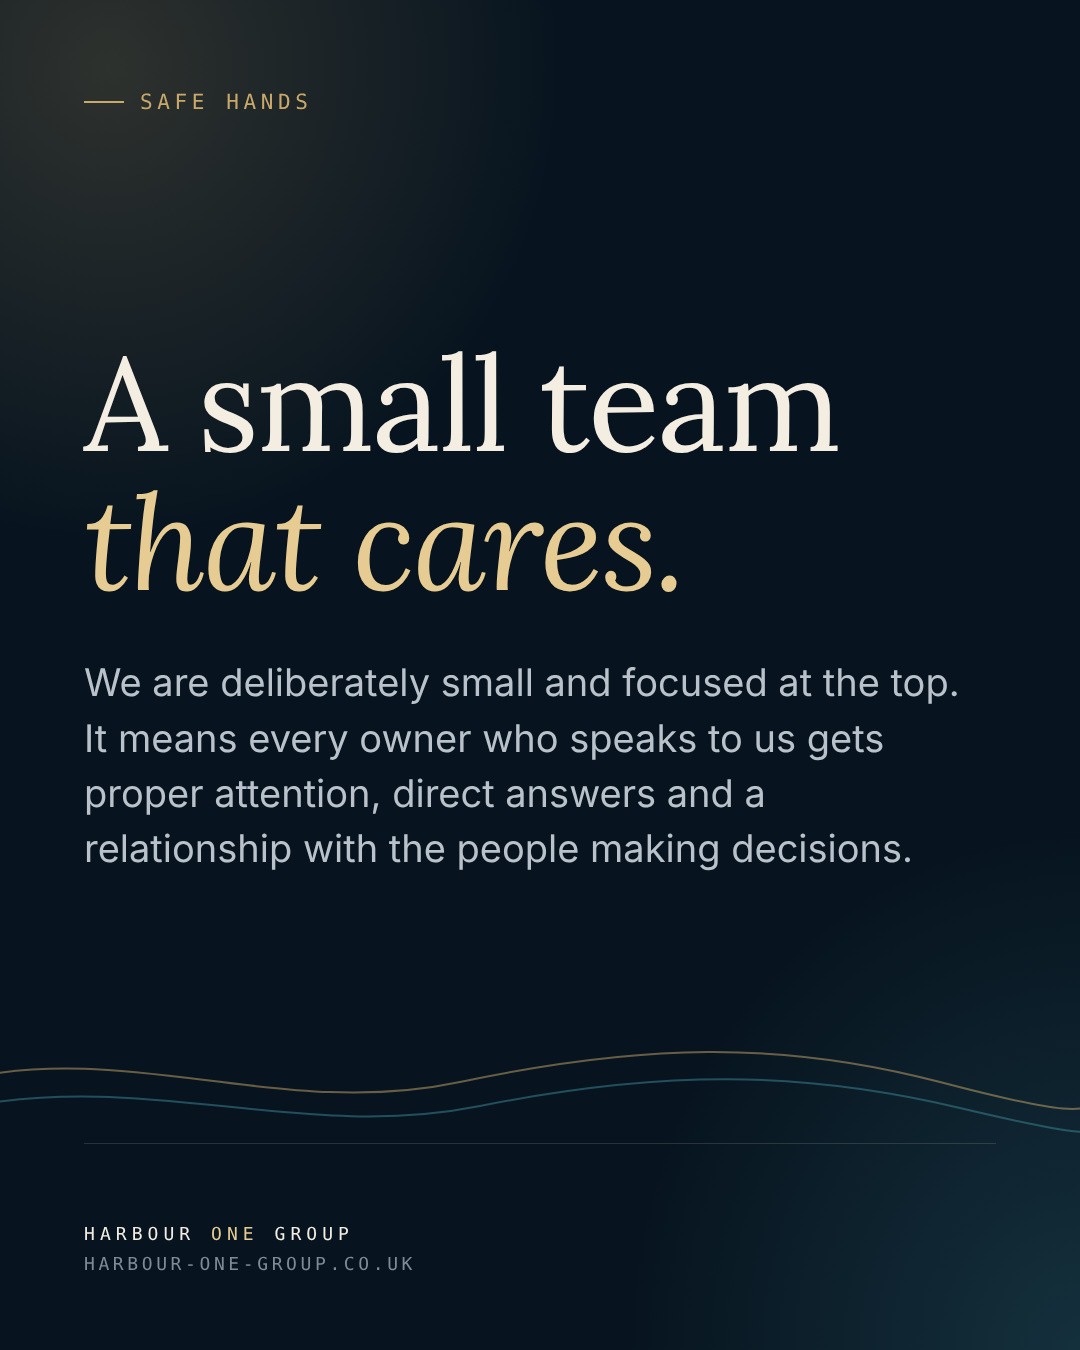 SAFE HANDS
A small team
that cares.
We are deliberately small and focused at the top.
It means every owner who speaks to us gets
proper attention, direct answers and a
relationship with the people making decisions.
HARBOUR ONE GROUP
HARBOUR-ONE-GROUP.CO.UK